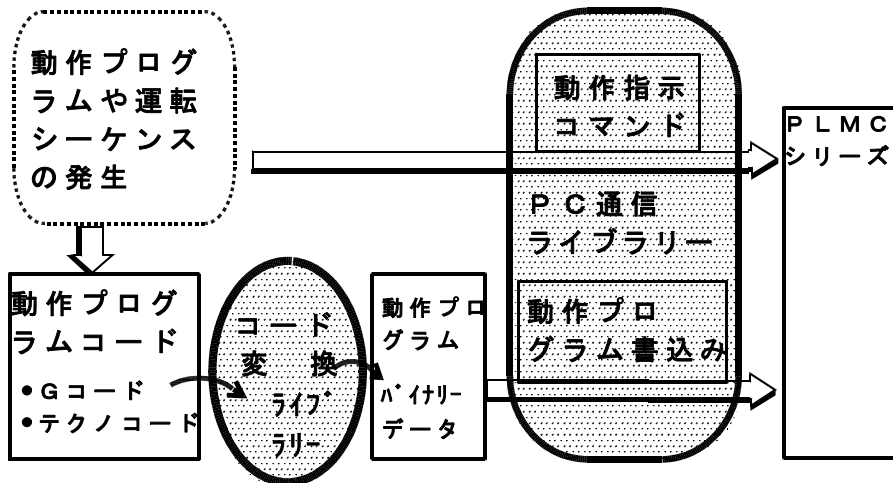 動作プログ
ラムや運転
シーケンス
の発生
動作指示
コマンド
PLMC
シリーズ
PC通信
ライブラリー
動作プログ
ラムコード
•Gコード
•テクノコード
コード
変　換
ﾗｲﾌﾞ
ﾗﾘｰ
動作プロ
グラム
ﾊﾞｲﾅﾘｰ
データ
動作プロ
グラム書込み